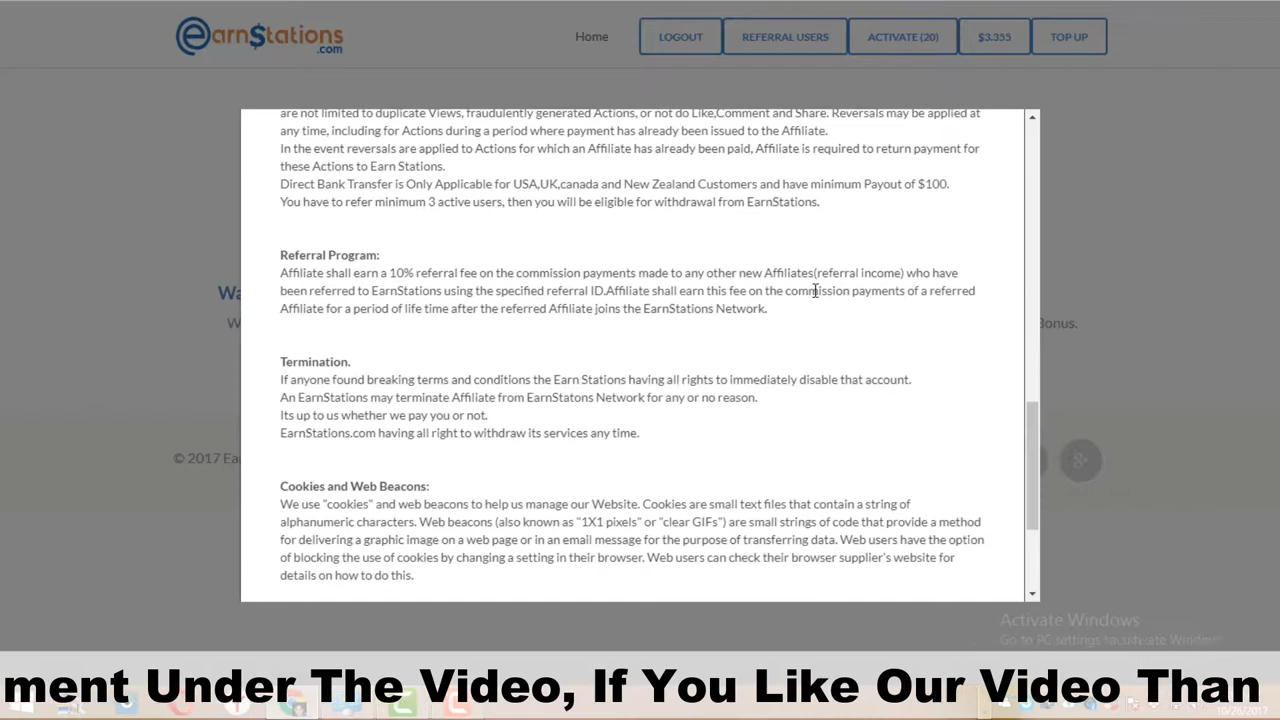 earnStations
.com
Home
LOGOUT
REFERRAL USERS
ACTIVATE (20)
$3.355
TOP UP
are not limited to duplicate Views, fraudulently generated Actions, or not do Like,Comment and Share. Reversals may be applied at
any time, including for Actions during a period where payment has already been issued to the Affiliate.
In the event reversals are applied to Actions for which an Affiliate has already been paid, Affiliate is required to return payment for
these Actions to Earn Stations.
Direct Bank Transfer is Only Applicable for USA,UK,canada and New Zealand Customers and have minimum Payout of $100.
You have to refer minimum 3 active users, then you will be eligible for withdrawal from EarnStations.
Referral Program:
Affiliate shall earn a 10% referral fee on the commission payments made to any other new Affiliates(referral income) who have
been referred to EarnStations using the specified referral ID.Affiliate shall earn this fee on the commission payments of a referred
Affiliate for a period of life time after the referred Affiliate joins the EarnStations Network.
Wa
W
Bonus.
Termination.
If anyone found breaking terms and conditions the Earn Stations having all rights to immediately disable that account.
An EarnStations may terminate Affiliate from EarnStatons Network for any or no reason.
Its up to us whether we pay you or not.
EarnStations.com having all right to withdraw its services any time.
© 2017 Ea
Cookies and Web Beacons:
We use "cookies" and web beacons to help us manage our Website. Cookies are small text files that contain a string of
alphanumeric characters. Web beacons (also known as "1X1 pixels" or "clear GIFs") are small strings of code that provide a method
for delivering a graphic image on a web page or in an email message for the purpose of transferring data. Web users have the option
of blocking the use of cookies by changing a setting in their browser. Web users can check their browser supplier's website for
details on how to do this.
Activate Windows
Go to PC settings to activate Windows
ment Under The Video, If You Like Our Video Than
10/26/2017